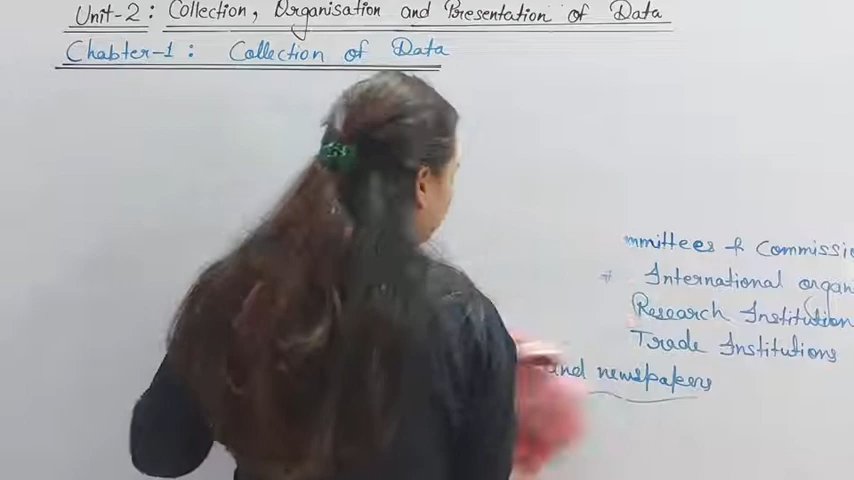 Unit-2: Collection, Organisation and Presentation of Data
Chabter-1: Collection of Data
mmittees & Commissio
* International organ
Research Institution
Trade Institutions
and newspapers